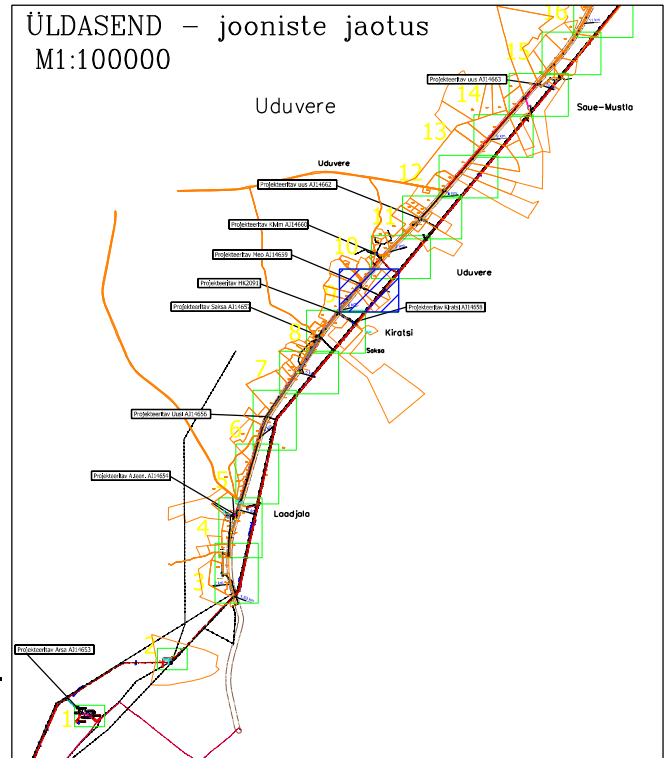 ÜLDASEND – jooniste jaotus
M1:100000
16
15
Projekteeritav uus AJ14663
14
Saue-Mustla
Uduvere
13
Uduvere
12
Projekteeritav uus AJ14662
11
Projekteeritav Kivim AJ14660
10
Projekteeritav Meo AJ14659
Uduvere
Projekteeritav HK2091
9
Projekteeritav Saksa AJ14657
Projekteeritav Kiratsi AJ14658
8
Kiratsi
Saksa
7
Projekteeritav Uusi AJ14656
6
Projekteeritav AJ14654
5
Laadjala
4
3
2
Projekteeritav Arsa AJ14653
1